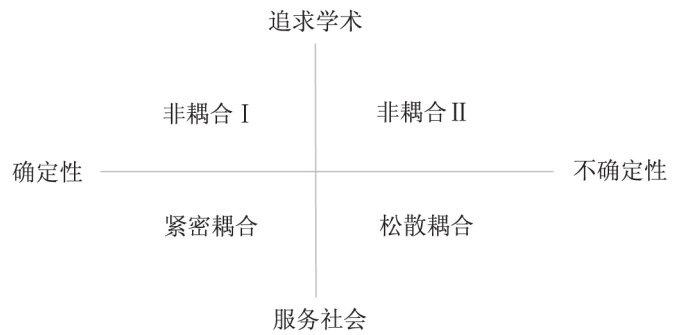 追求学术
非耦合Ⅰ
非耦合Ⅱ
确定性
不确定性
紧密耦合
松散耦合
服务社会